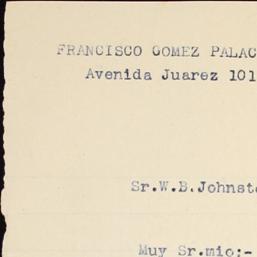 FRANCISCO GOMEZ PALAC
Avenida Juarez 101
Sr.W.B.Johnst
Muy Sr.mio;-